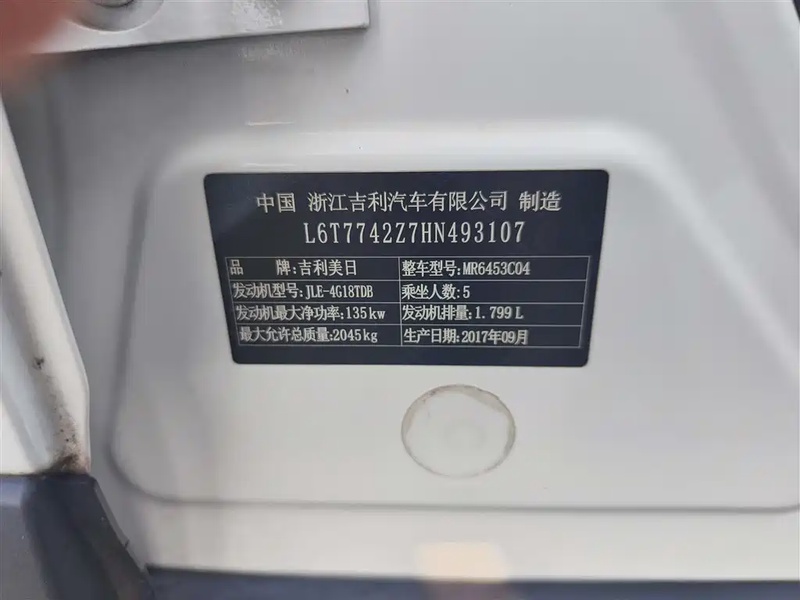 中国 浙江吉利汽车有限公司 制造
L6T7742Z7HN493107
品 牌:吉利美日 整车型号:MR6453C04
发动机型号:JLE-4G18TDB 乘坐人数:5
发动机最大净功率:135kw 发动机排量:1.799L
最大允许总质量:2045kg 生产日期:2017年09月